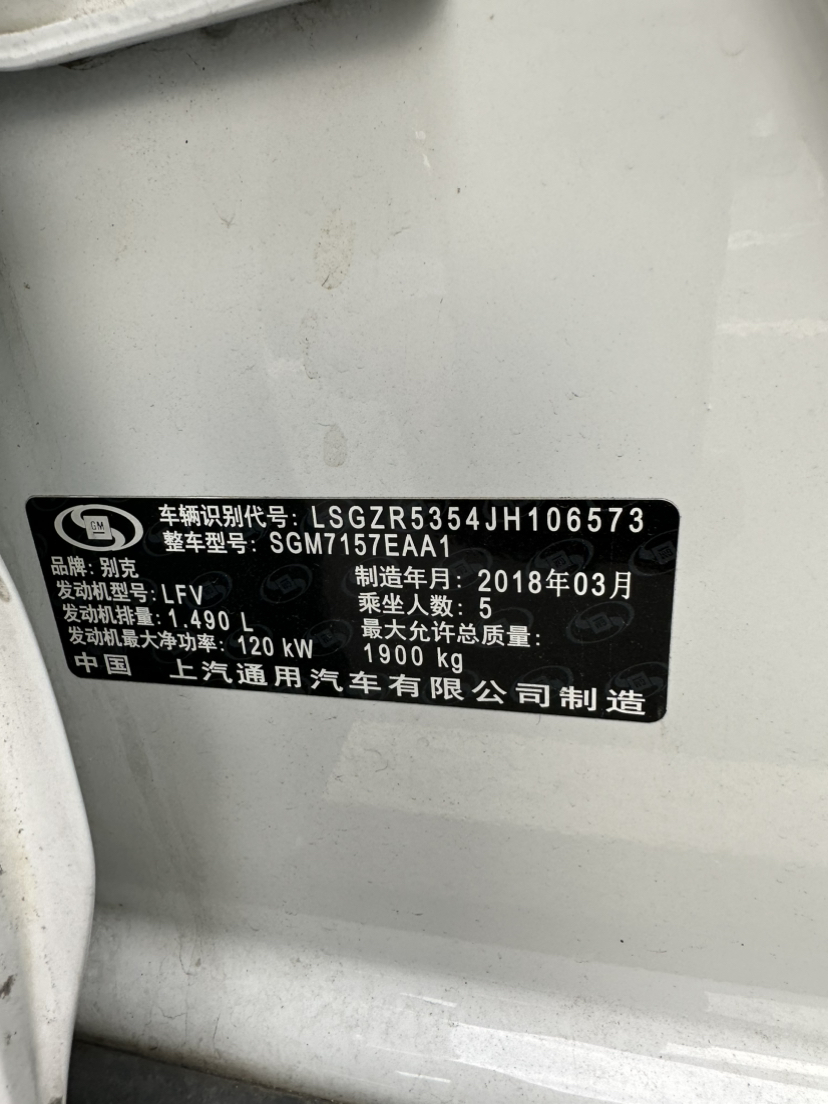 GM
车辆识别代号: LSGZR5354JH106573
整车型号: SGM7157EAA1
品牌: 别克
制造年月: 2018年03月
发动机型号: LFV
乘坐人数: 5
发动机排量: 1.490 L
最大允许总质量:
发动机最大净功率: 120 kW
1900 kg
中国 上汽通用汽车有限公司制造